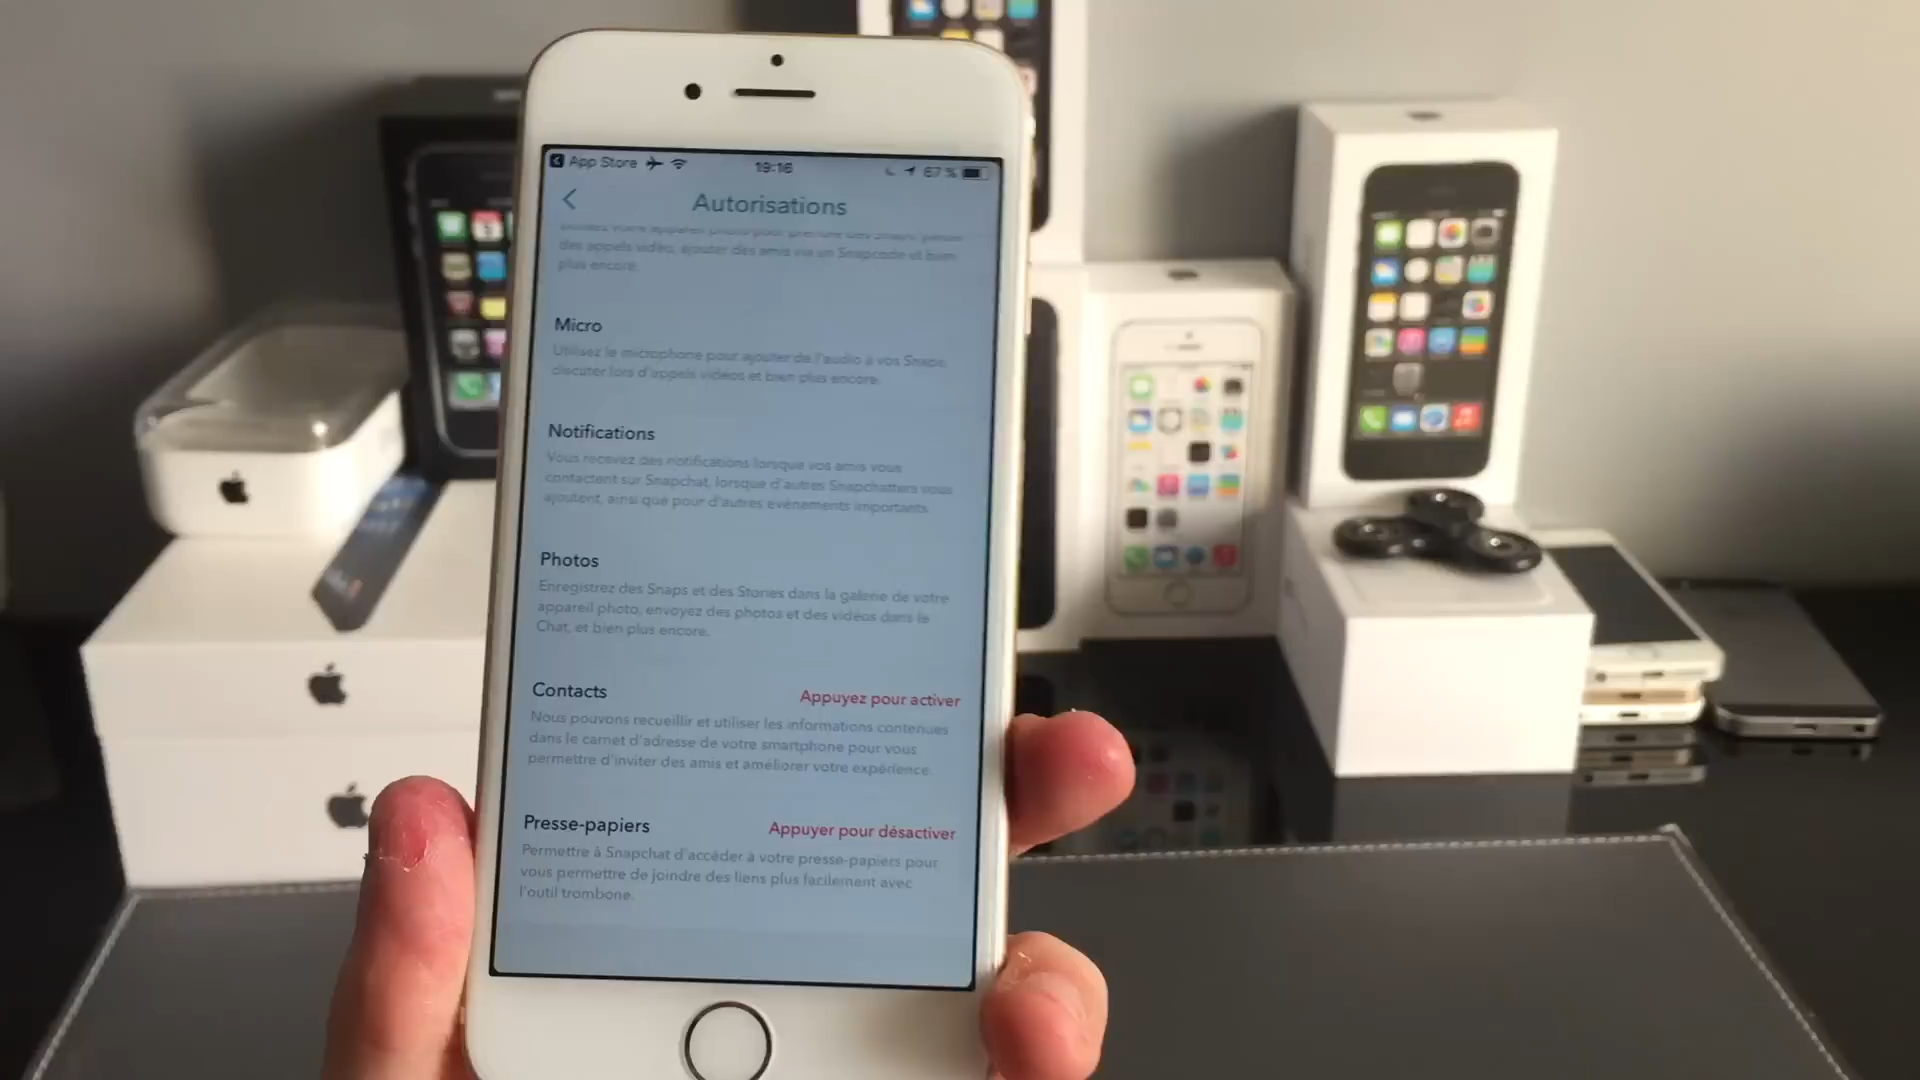 App Store 19:16 67 %
Autorisations
des appels vidéo, ajouter des amis via un Snapcode et bien
plus encore.
Micro
Utilisez le microphone pour ajouter de l'audio à vos Snaps,
discuter lors d'appels vidéos et bien plus encore.
Notifications
Vous recevez des notifications lorsque vos amis vous
contactent sur Snapchat, lorsque d'autres Snapchatters vous
ajoutent, ainsi que pour d'autres événements importants.
Photos
Enregistrez des Snaps et des Stories dans la galerie de votre
appareil photo, envoyez des photos et des vidéos dans le
Chat, et bien plus encore.
Contacts Appuyez pour activer
Nous pouvons recueillir et utiliser les informations contenues
dans le carnet d'adresse de votre smartphone pour vous
permettre d'inviter des amis et améliorer votre expérience.
Presse-papiers Appuyer pour désactiver
Permettre à Snapchat d'accéder à votre presse-papiers pour
vous permettre de joindre des liens plus facilement avec
l'outil trombone.